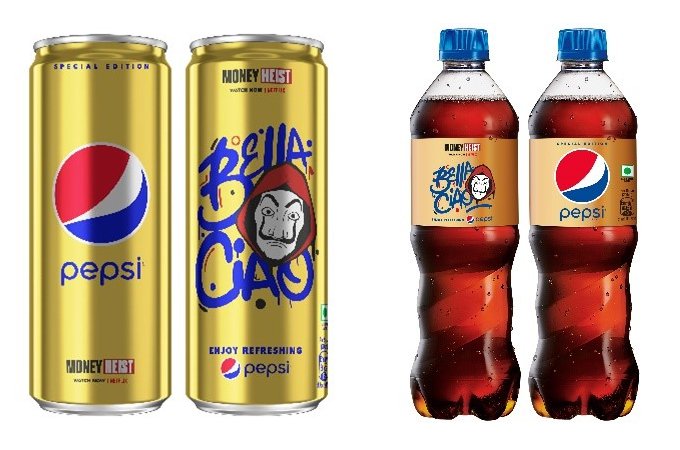 SPECIAL EDITION
pepsi
MONEY HEIST
WATCH NOW | NETFLIX
MONEY HEIST
WATCH NOW | NETFLIX
BELLA
CiAO
ENJOY REFRESHING
pepsi
MONEY HEIST
BELLA
CiAO
pepsi
SPECIAL EDITION
pepsi